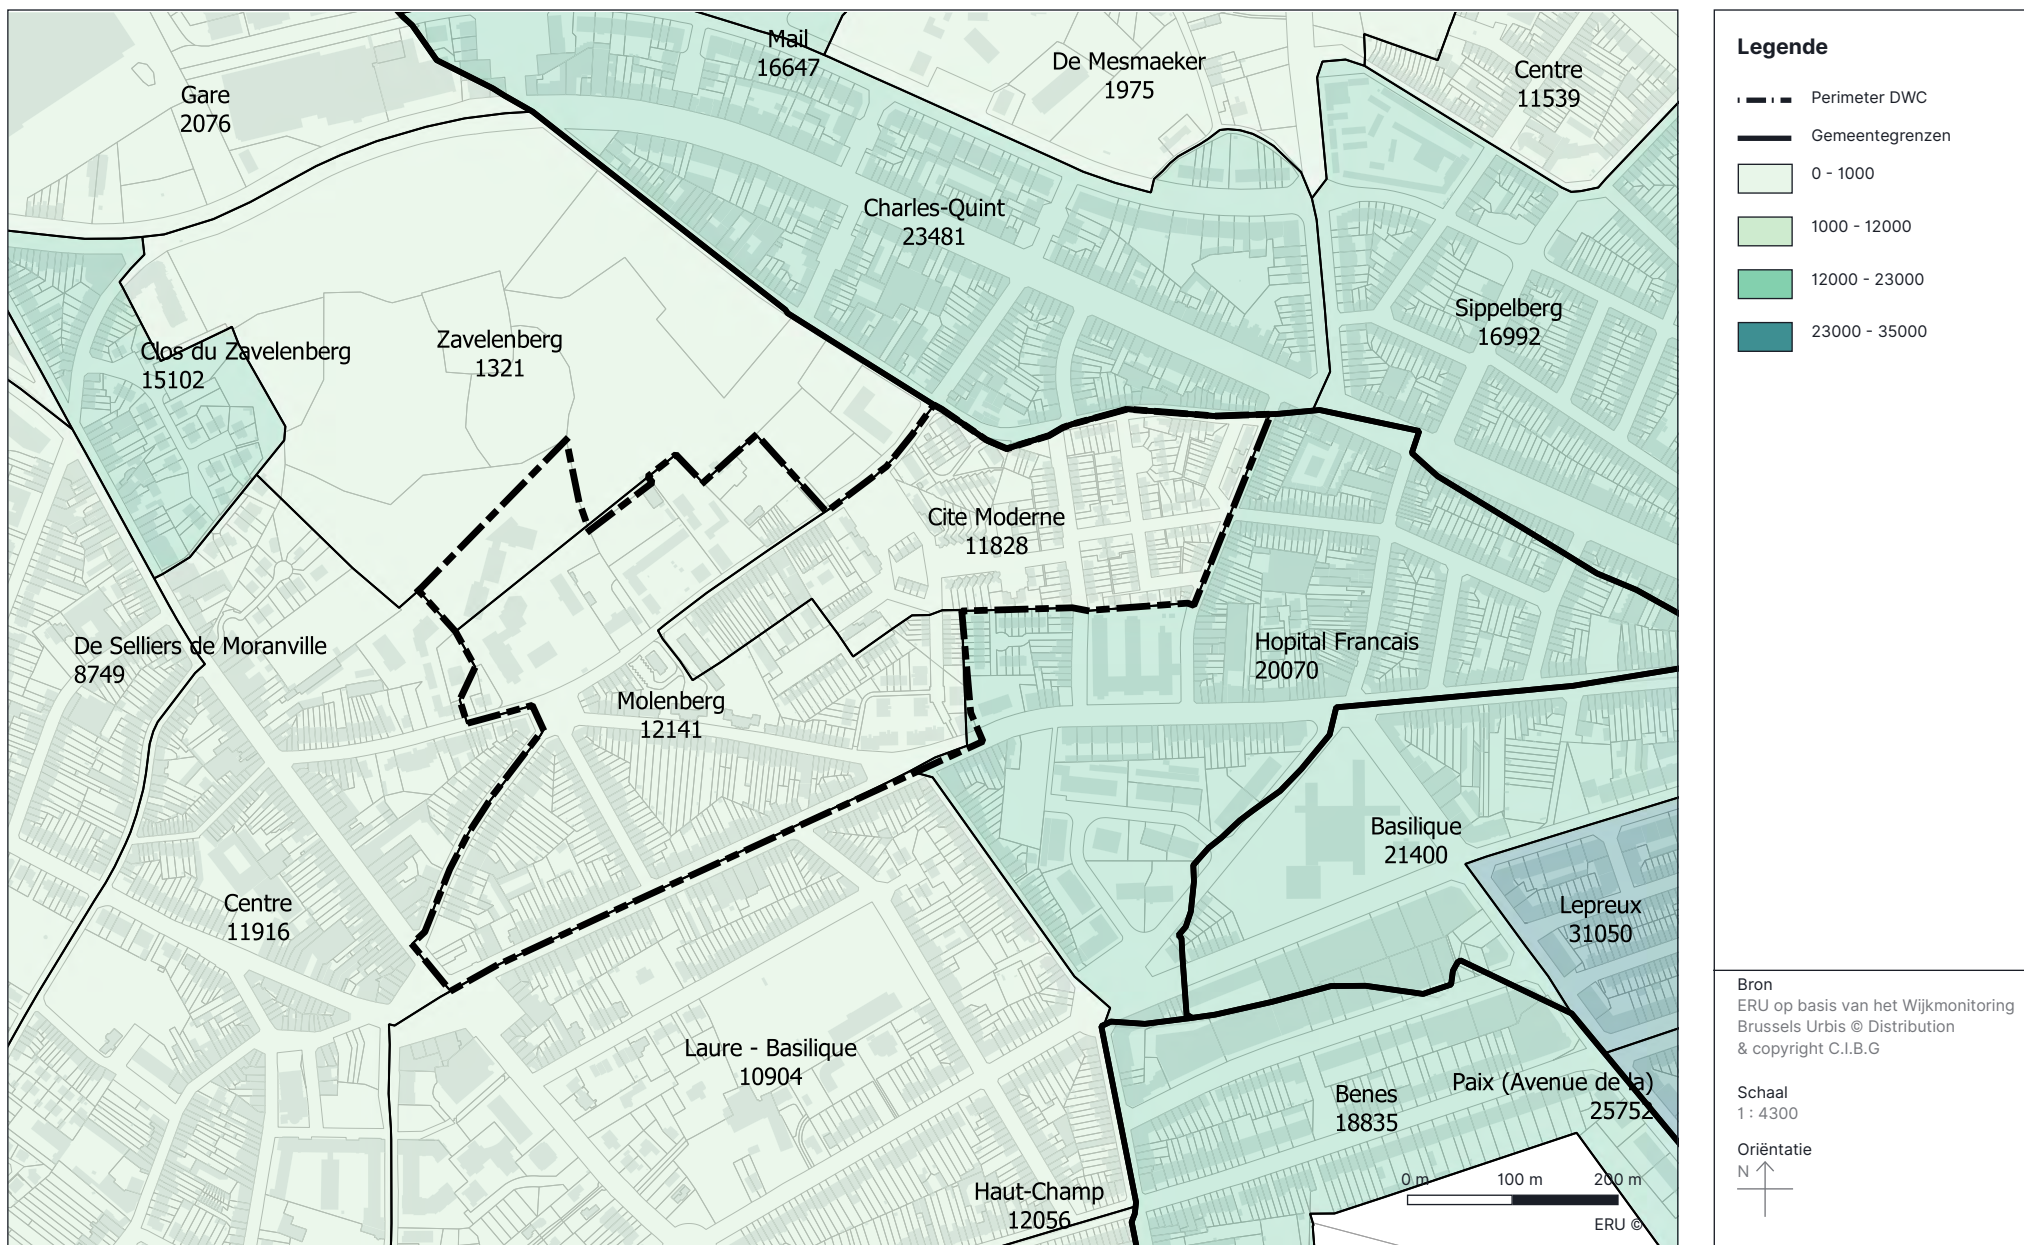 Mail
16647
De Mesmaeker
1975
Centre
11539
Gare
2076
Charles-Quint
23481
Sippelberg
16992
Zavelenberg
1321
Clos du Zavelenberg
15102
Cite Moderne
11828
De Selliers de Moranville
8749
Hopital Francais
20070
Molenberg
12141
Basilique
21400
Centre
11916
Lepreux
31050
Laure - Basilique
10904
Benes
18835
Paix (Avenue de la)
25752
Haut-Champ
12056
0 m 100 m 200 m
ERU ©
Legende
Perimeter DWC
Gemeentegrenzen
0 - 1000
1000 - 12000
12000 - 23000
23000 - 35000
Bron
ERU op basis van het Wijkmonitoring
Brussels Urbis © Distribution
& copyright C.I.B.G
Schaal
1 : 4300
Oriëntatie
N